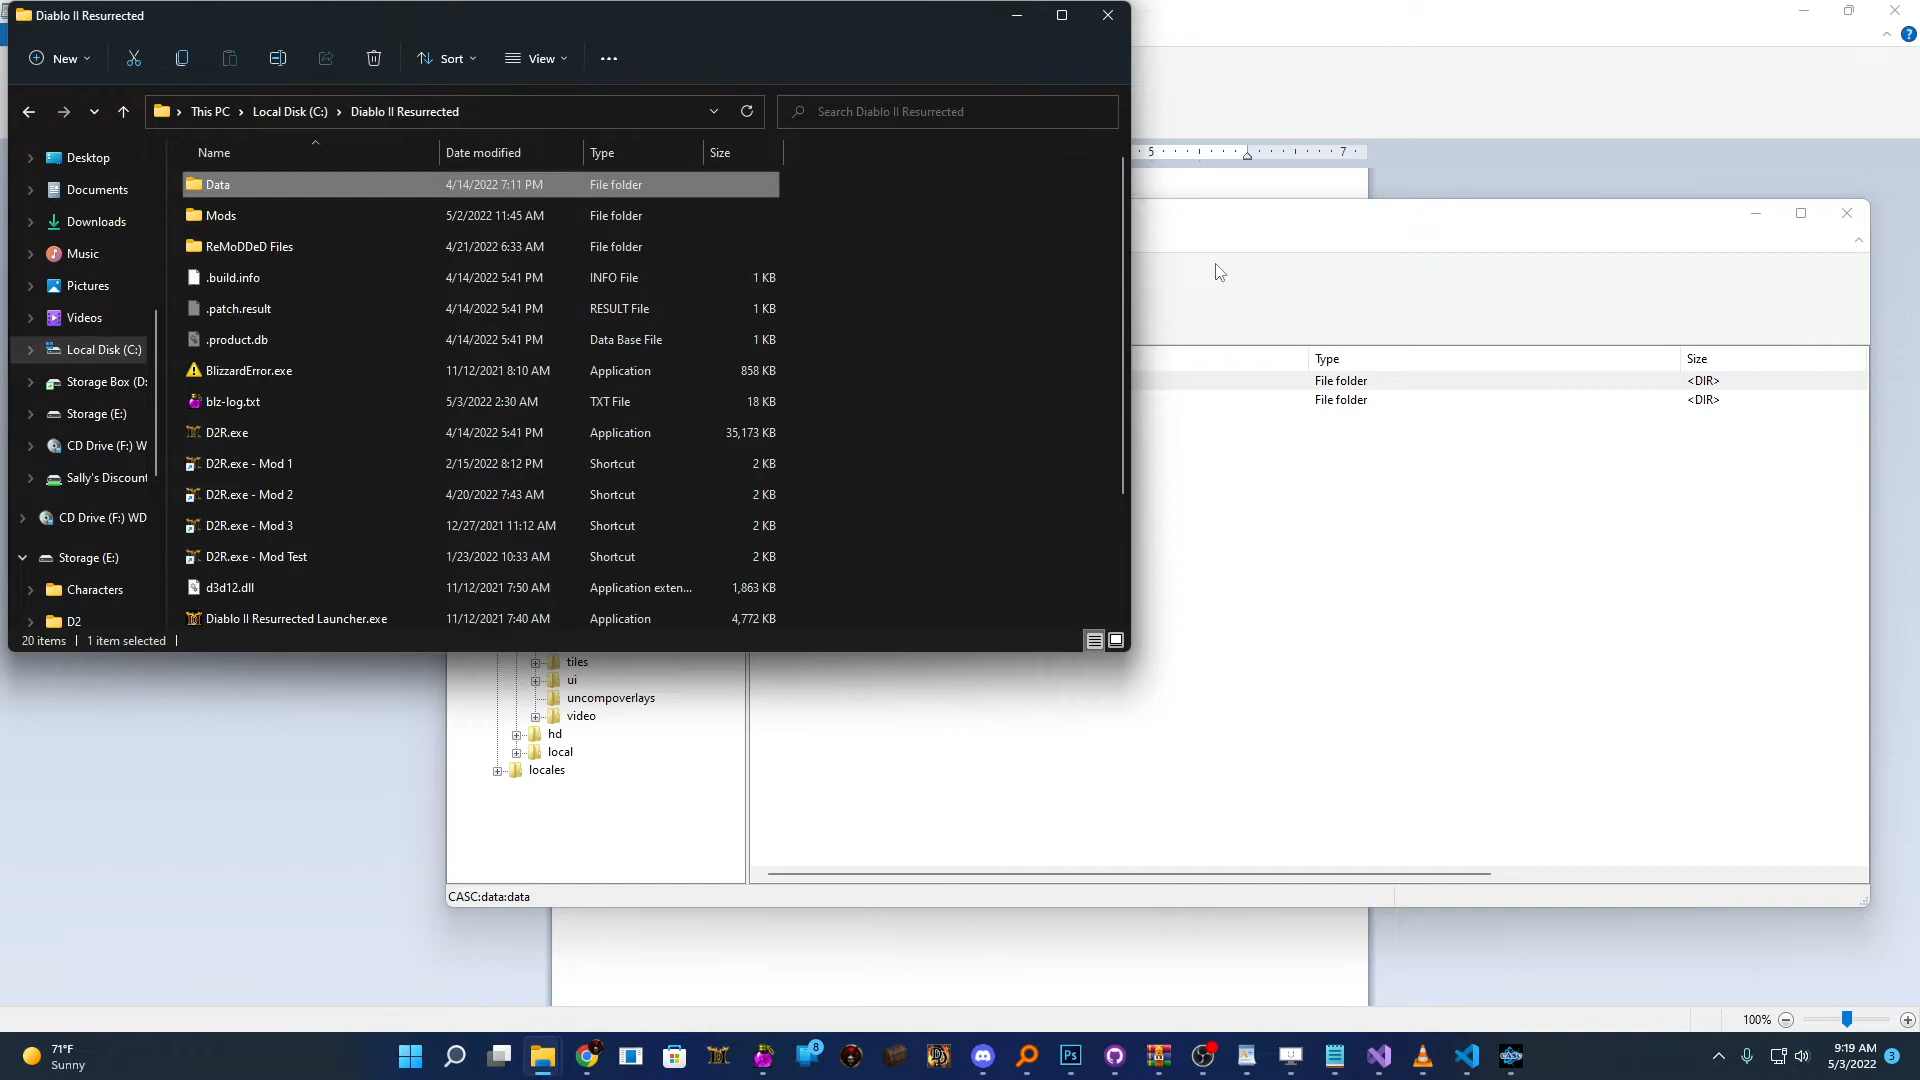 Diablo II Resurrected
New
Sort
View
This PC
Local Disk (C:)
Diablo II Resurrected
Search Diablo II Resurrected
Name Date modified Type Size
Data 4/14/2022 7:11 PM File folder
Mods 5/2/2022 11:45 AM File folder
ReMoDDeD Files 4/21/2022 6:33 AM File folder
.build.info 4/14/2022 5:41 PM INFO File 1 KB
.patch.result 4/14/2022 5:41 PM RESULT File 1 KB
.product.db 4/14/2022 5:41 PM Data Base File 1 KB
BlizzardError.exe 11/12/2021 8:10 AM Application 858 KB
blz-log.txt 5/3/2022 2:30 AM TXT File 18 KB
D2R.exe 4/14/2022 5:41 PM Application 35,173 KB
D2R.exe - Mod 1 2/15/2022 8:12 PM Shortcut 2 KB
D2R.exe - Mod 2 4/20/2022 7:43 AM Shortcut 2 KB
D2R.exe - Mod 3 12/27/2021 11:12 AM Shortcut 2 KB
D2R.exe - Mod Test 1/23/2022 10:33 AM Shortcut 2 KB
d3d12.dll 11/12/2021 7:50 AM Application exten... 1,863 KB
Diablo II Resurrected Launcher.exe 11/12/2021 7:40 AM Application 4,772 KB
Desktop
Documents
Downloads
Music
Pictures
Videos
Local Disk (C:)
Storage Box (D:
Storage (E:)
CD Drive (F:) W
Sally's Discount
CD Drive (F:) WD
Storage (E:)
Characters
D2
20 items
1 item selected
5
7
Type Size
File folder <DIR>
File folder <DIR>
tiles
ui
uncompoverlays
video
hd
local
locales
CASC:data:data
100%
71°F
Sunny
8
Ps
9:19 AM
5/3/2022
3